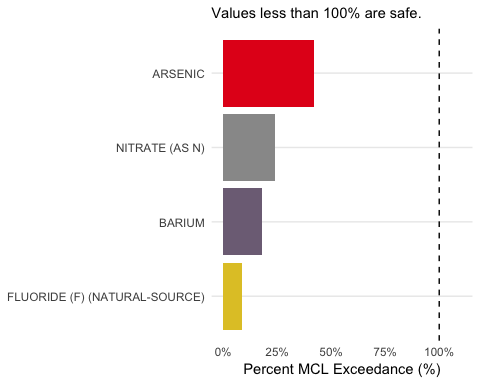 Values less than 100% are safe.
ARSENIC
NITRATE (AS N)
BARIUM
FLUORIDE (F) (NATURAL-SOURCE)
0% 25% 50% 75% 100%
Percent MCL Exceedance (%)